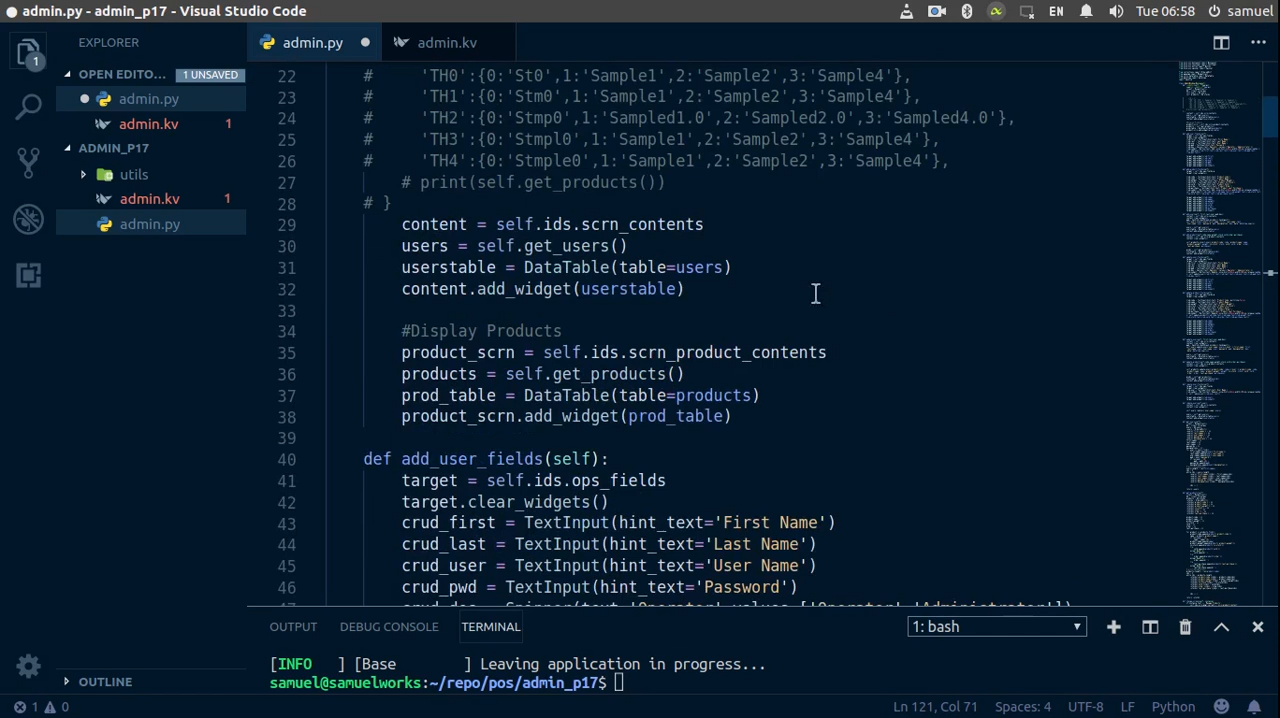 admin.py - admin_p17 - Visual Studio Code
EN
Tue 06:58
samuel
EXPLORER
OPEN EDITO... 1 UNSAVED
admin.py
admin.kv 1
ADMIN_P17
utils
admin.kv 1
admin.py
OUTLINE
1
admin.py
admin.kv
22 # 'TH0':{0:'St0',1:'Sample1',2:'Sample2',3:'Sample4'},
23 # 'TH1':{0:'Stm0',1:'Sample1',2:'Sample2',3:'Sample4'},
24 # 'TH2':{0:'Stmp0',1:'Sampled1.0',2:'Sampled2.0',3:'Sampled4.0'},
25 # 'TH3':{0:'Stmpl0',1:'Sample1',2:'Sampe2',3:'Sample4'},
26 # 'TH4':{0:'Stmple0',1:'Sample1',2:'Sample2',3:'Sample4'},
27 # print(self.get_products())
28 # }
29 content = self.ids.scrn_contents
30 users = self.get_users()
31 userstable = DataTable(table=users)
32 content.add_widget(userstable)
33
34 #Display Products
35 product_scrn = self.ids.scrn_product_contents
36 products = self.get_products()
37 prod_table = DataTable(table=products)
38 product_scrn.add_widget(prod_table)
39
40 def add_user_fields(self):
41 target = self.ids.ops_fields
42 target.clear_widgets()
43 crud_first = TextInput(hint_text='First Name')
44 crud_last = TextInput(hint_text='Last Name')
45 crud_user = TextInput(hint_text='User Name')
46 crud_pwd = TextInput(hint_text='Password')
OUTPUT DEBUG CONSOLE TERMINAL 1: bash
[INFO ] [Base ] Leaving application in progress...
samuel@samuelworks:~/repo/pos/admin_p17$
1 0 Ln 121, Col 71 Spaces: 4 UTF-8 LF Python